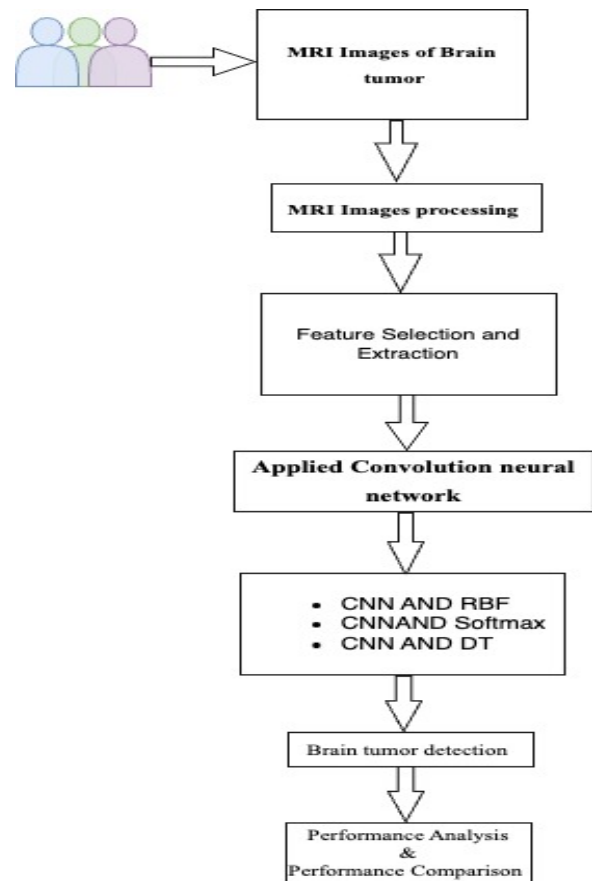 MRI Images of Brain
tumor
MRI Images processing
Feature Selection and
Extraction
Applied Convolution neural
network
• CNN AND RBF
• CNNAND Softmax
• CNN AND DT
Brain tumor detection
Performance Analysis
&
Performance Comparison